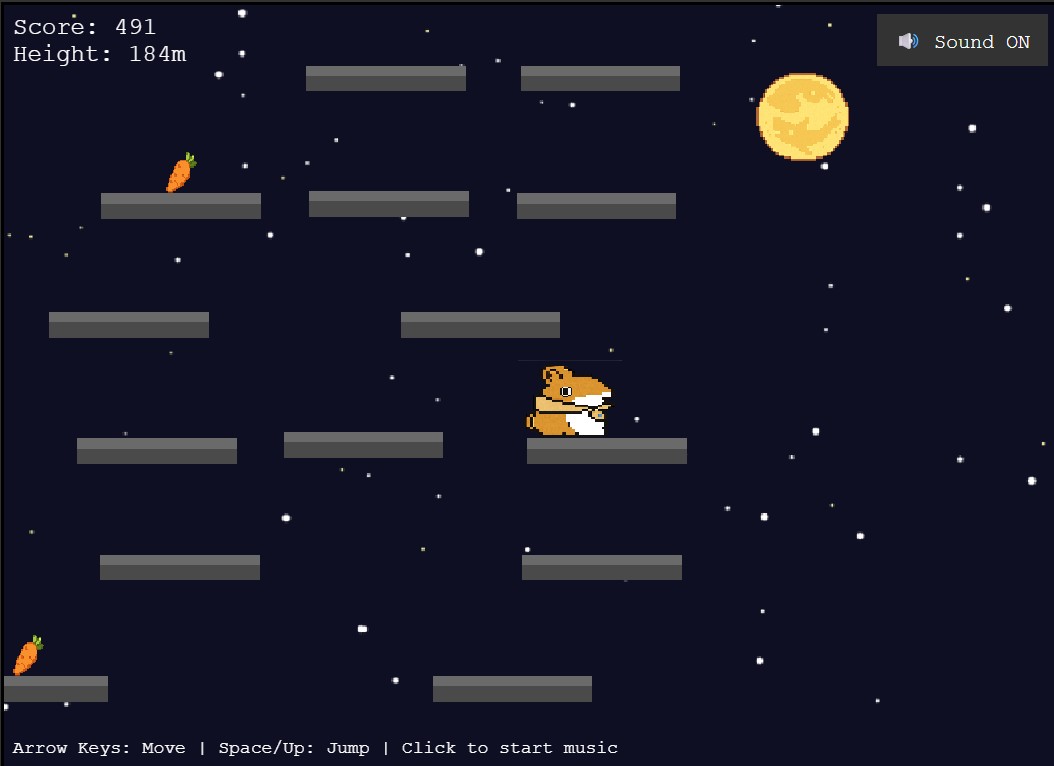 Score: 491
Height: 184m
Sound ON
Arrow Keys: Move | Space/Up: Jump | Click to start music